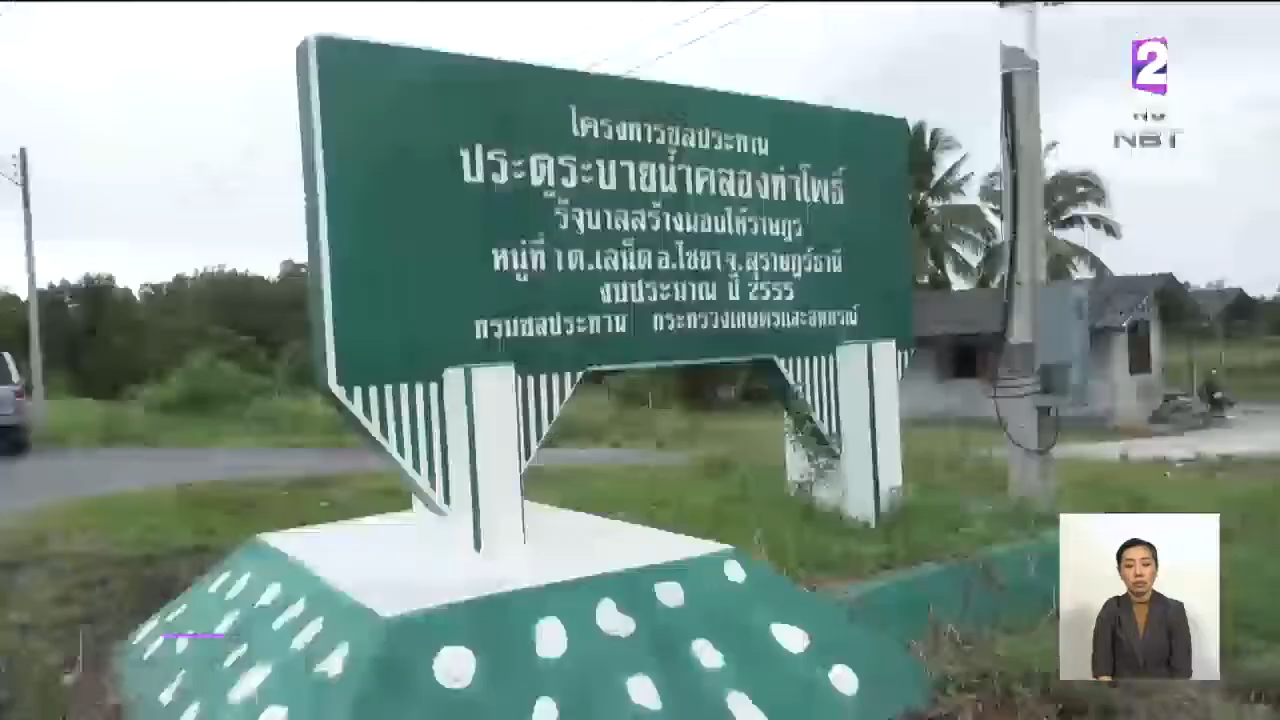 โครงการชลประทาน
ประตูระบายน้ำคลองท่าโพธิ์
รัฐบาลสร้างมอบให้ราษฎร
หมู่ที่ 1 ต.เลม็ด อ.ไชยา จ.สุราษฎร์ธานี
งบประมาณ ปี 2555
กรมชลประทาน กระทรวงเกษตรและสหกรณ์
2
NBT